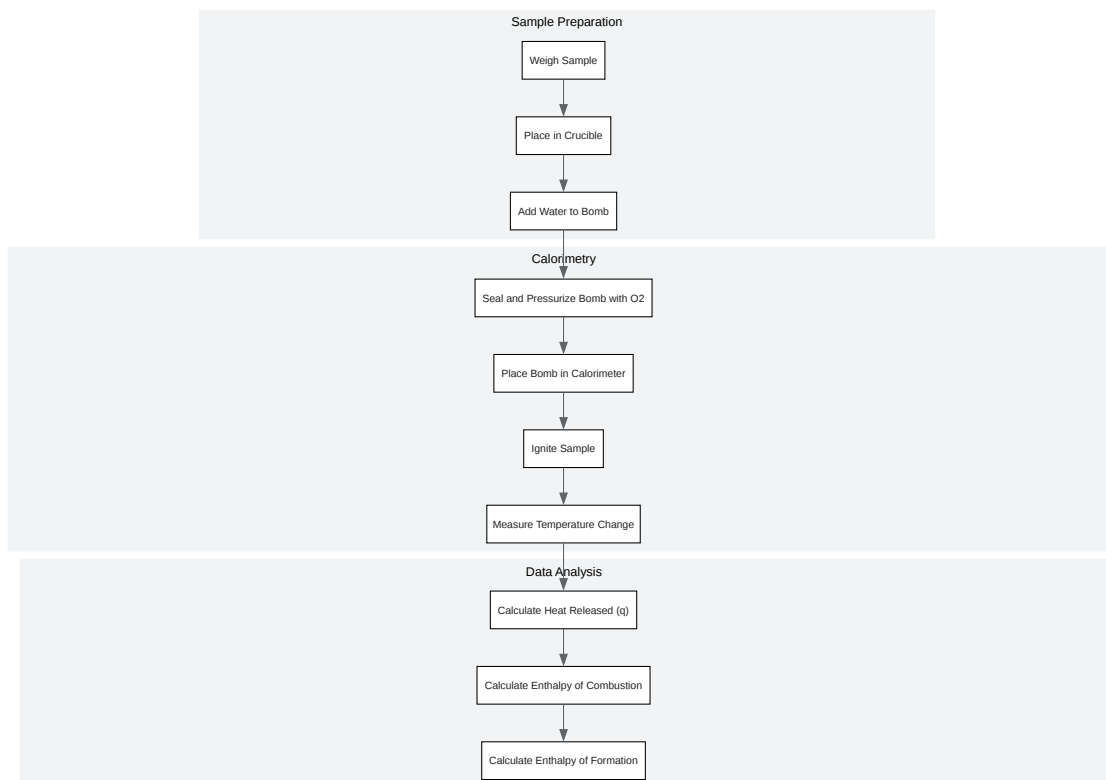 Sample Preparation
Weigh Sample
Place in Crucible
Add Water to Bomb
Calorimetry
Seal and Pressurize Bomb with O2
Place Bomb in Calorimeter
Ignite Sample
Measure Temperature Change
Data Analysis
Calculate Heat Released (q)
Calculate Enthalpy of Combustion
Calculate Enthalpy of Formation